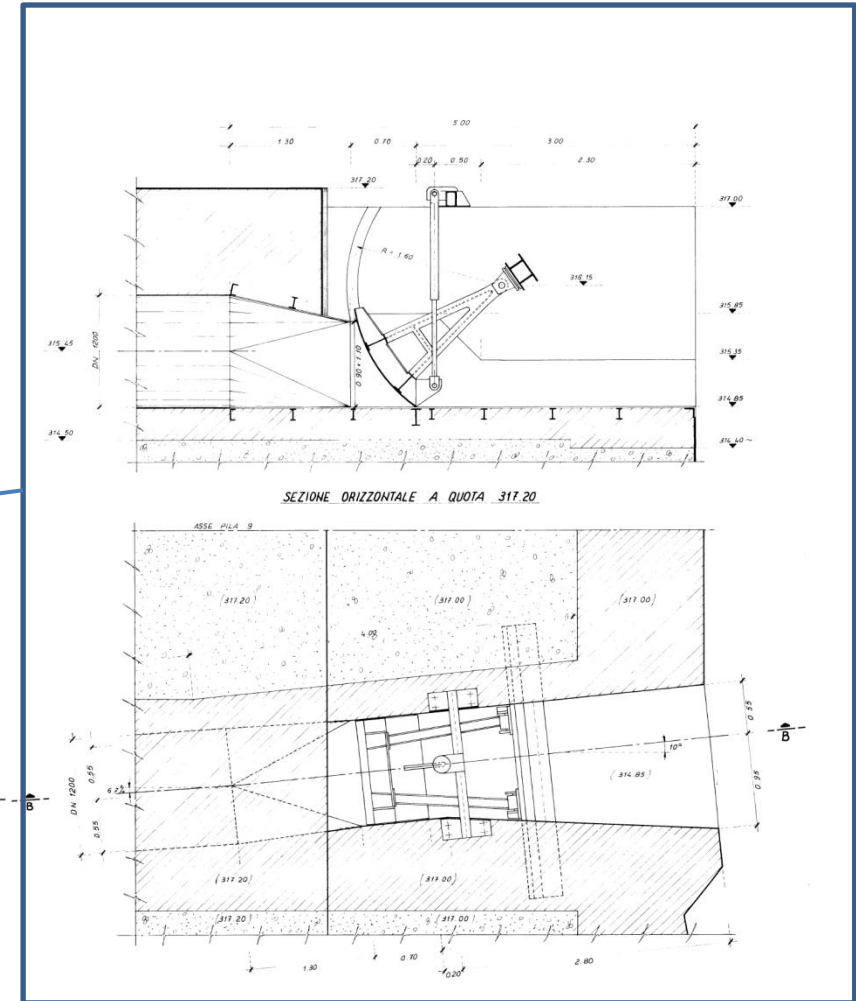 5.00
1.30 0.70 3.00
0.20 0.50 2.30
317.20
317.00
R = 1.60
316.15
315.85
DN 1200
315.45
0.90 × 1.10
315.35
314.85
314.50
314.40 ~
SEZIONE ORIZZONTALE A QUOTA 317.20
ASSE PILA 9
(317.20) (317.00) (317.00)
4.00
0.55
B
10°
(314.85)
0.95
DN 1200
0.55
B
0.55
(317.20) (317.00)
(317.20) (317.00)
1.30 0.70 0.20 2.80